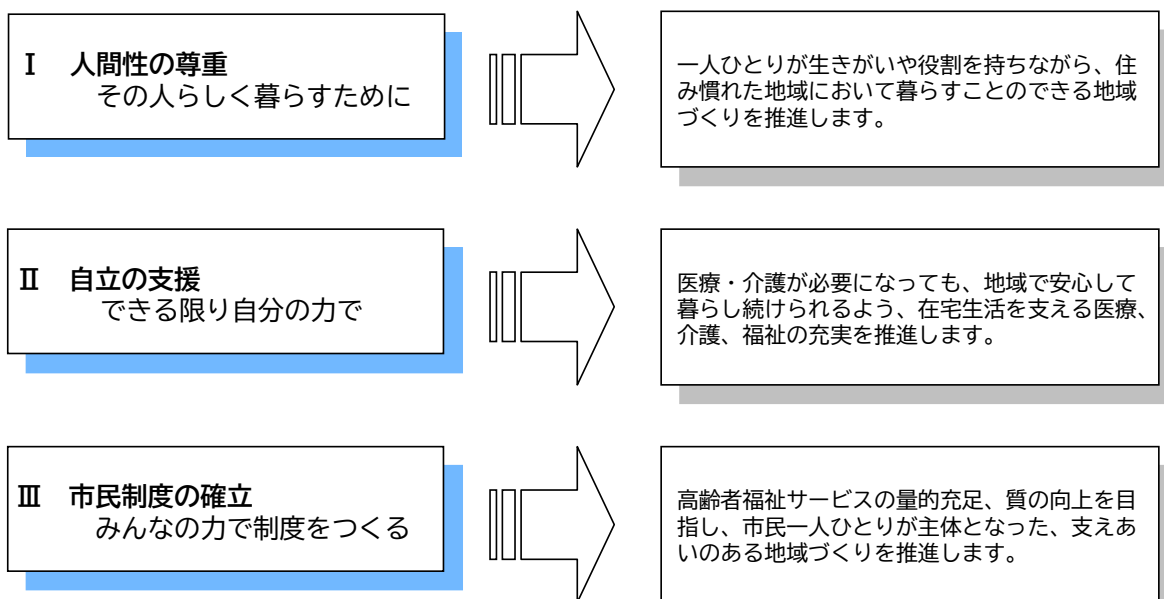 Ⅰ 人間性の尊重
その人らしく暮らすために
一人ひとりが生きがいや役割を持ちながら、住
み慣れた地域において暮らすことのできる地域
づくりを推進します。
Ⅱ 自立の支援
できる限り自分の力で
医療・介護が必要になっても、地域で安心して
暮らし続けられるよう、在宅生活を支える医療、
介護、福祉の充実を推進します。
Ⅲ 市民制度の確立
みんなの力で制度をつくる
高齢者福祉サービスの量的充足、質の向上を目
指し、市民一人ひとりが主体となった、支えあ
いのある地域づくりを推進します。